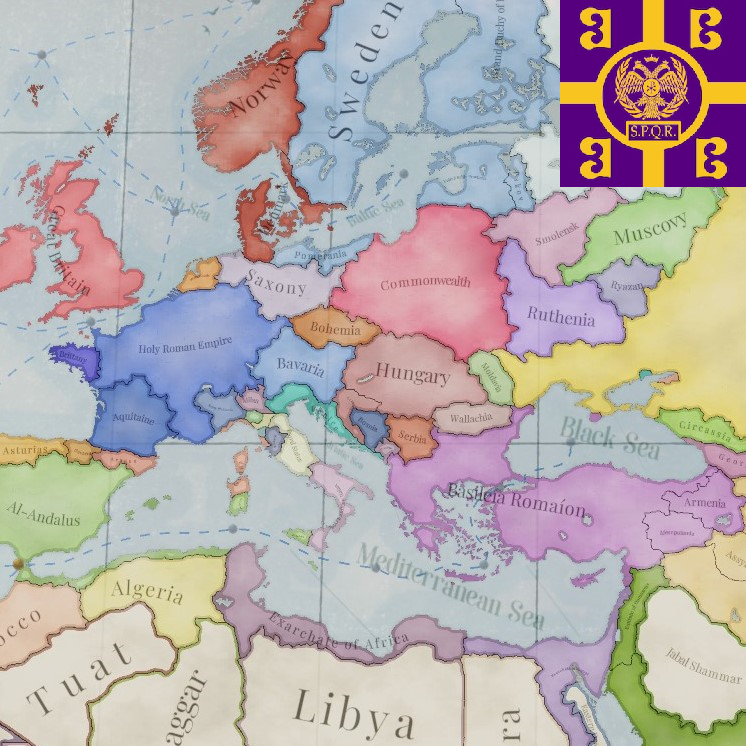 Norway
Sweden
Grand Duchy of
S.P.Q.R.
North Sea
Baltic Sea
Great Britain
Denmark
Pomerania
Smolensk
Muscovy
Saxony
Commonwealth
Ryazan
Ruthenia
Bohemia
Holy Roman Empire
Brittany
Bavaria
Hungary
Moldavia
Aquitaine
Wallachia
Serbia
Bosnia
Black Sea
Circassia
Asturias
Al-Andalus
Basileía Romaíon
Armenia
Mediterranean Sea
Algeria
occo
Exarchate of Africa
Tuat
aggar
Libya
ra
Jabal Shammar